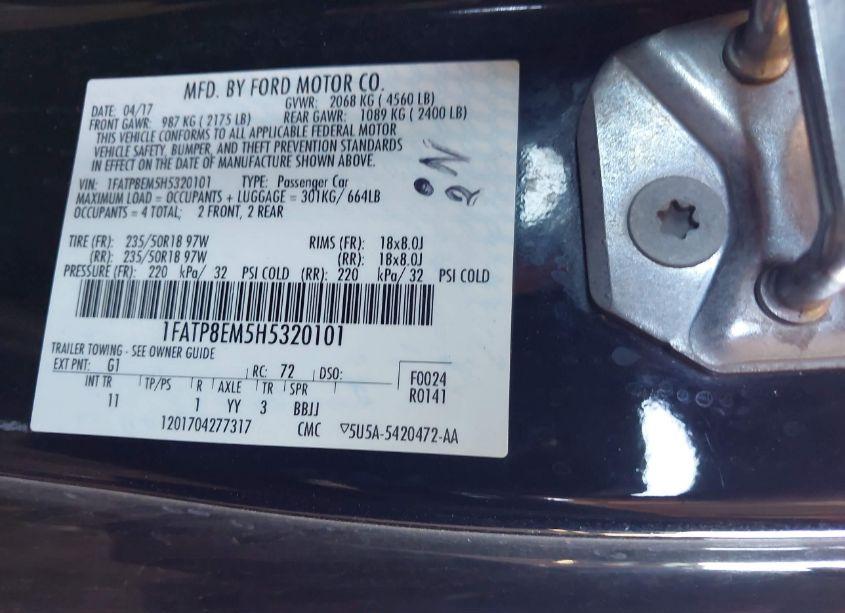 MFD. BY FORD MOTOR CO.
DATE: 04/17 GVWR: 2068 KG ( 4560 LB)
FRONT GAWR: 987 KG ( 2175 LB) REAR GAWR: 1089 KG ( 2400 LB)
THIS VEHICLE CONFORMS TO ALL APPLICABLE FEDERAL MOTOR
VEHICLE SAFETY, BUMPER, AND THEFT PREVENTION STANDARDS
IN EFFECT ON THE DATE OF MANUFACTURE SHOWN ABOVE.
VIN: 1FATP8EM5H5320101 TYPE: Passenger Car
MAXIMUM LOAD = OCCUPANTS + LUGGAGE = 301KG/ 664LB
OCCUPANTS = 4 TOTAL; 2 FRONT, 2 REAR
TIRE (FR): 235/50R18 97W RIMS (FR): 18x8.0J
(RR): 235/50R18 97W (RR): 18x8.0J
PRESSURE (FR): 220 kPa/ 32 PSI COLD (RR): 220 kPa/ 32 PSI COLD
1FATP8EM5H5320101
TRAILER TOWING - SEE OWNER GUIDE
EXT PNT: G1 RC: 72 DSO:
INT TR TP/PS R AXLE TR SPR F0024
11 1 YY 3 BBJJ R0141
1201704277317 CMC ▽5U5A-5420472-AA